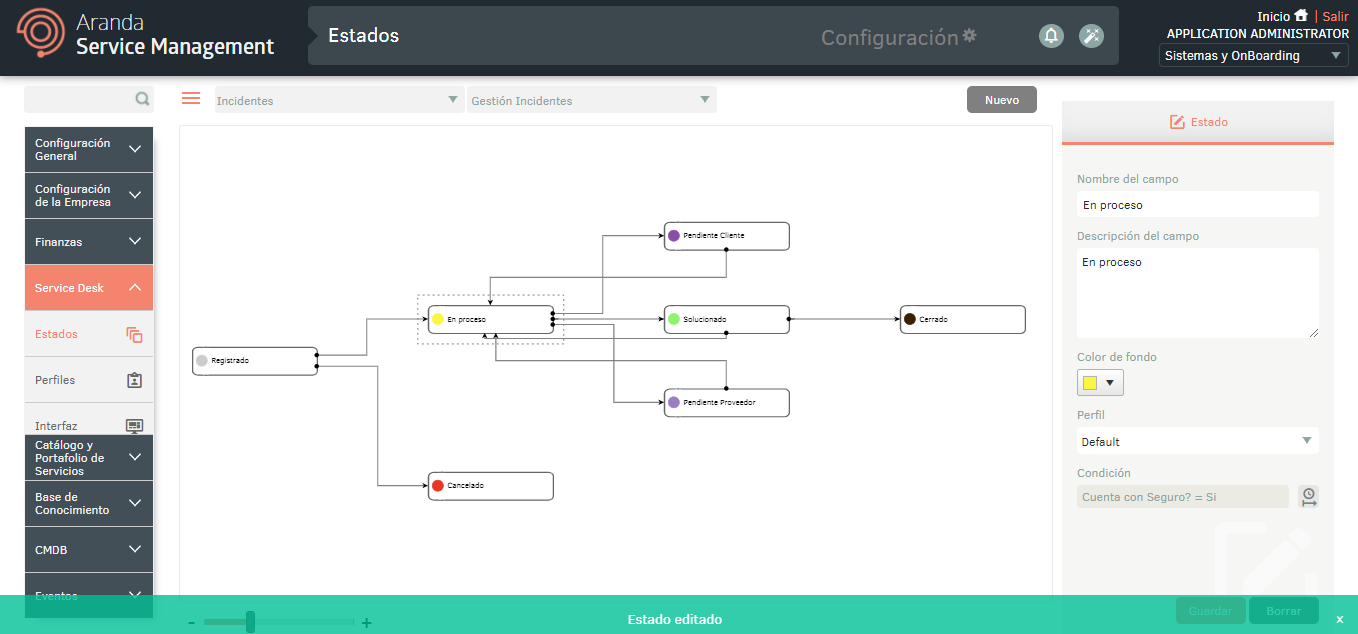 Aranda
Service Management
Estados
Configuración
Inicio | Salir
APPLICATION ADMINISTRATOR
Sistemas y OnBoarding
Incidentes
Gestión Incidentes
Nuevo
Configuración
General
Configuración
de la Empresa
Finanzas
Service Desk
Estados
Perfiles
Interfaz
Catálogo y
Portafolio de
Servicios
Base de
Conocimiento
CMDB
Eventos
Pendiente Cliente
En proceso
Solucionado
Cerrado
Registrado
Pendiente Proveedor
Cancelado
Estado
Nombre del campo
En proceso
Descripción del campo
En proceso
Color de fondo
Perfil
Default
Condición
Cuenta con Seguro? = Si
Guardar
Borrar
- +
Estado editado
x